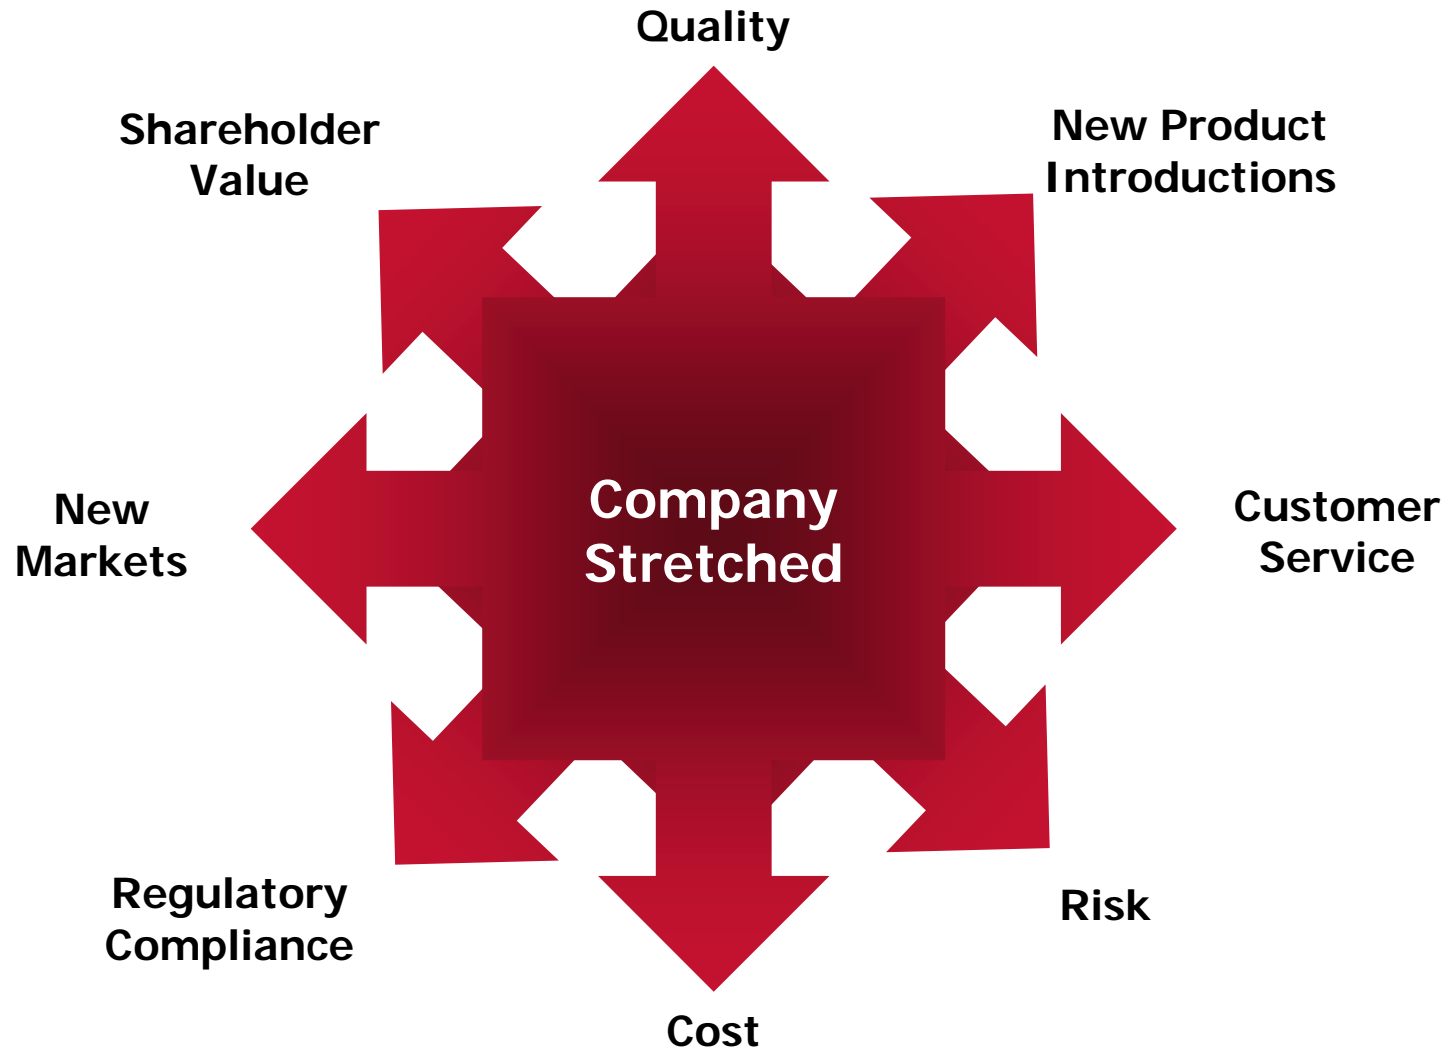 Quality
Shareholder
Value
New Product
Introductions
New
Markets
Company
Stretched
Customer
Service
Regulatory
Compliance
Risk
Cost